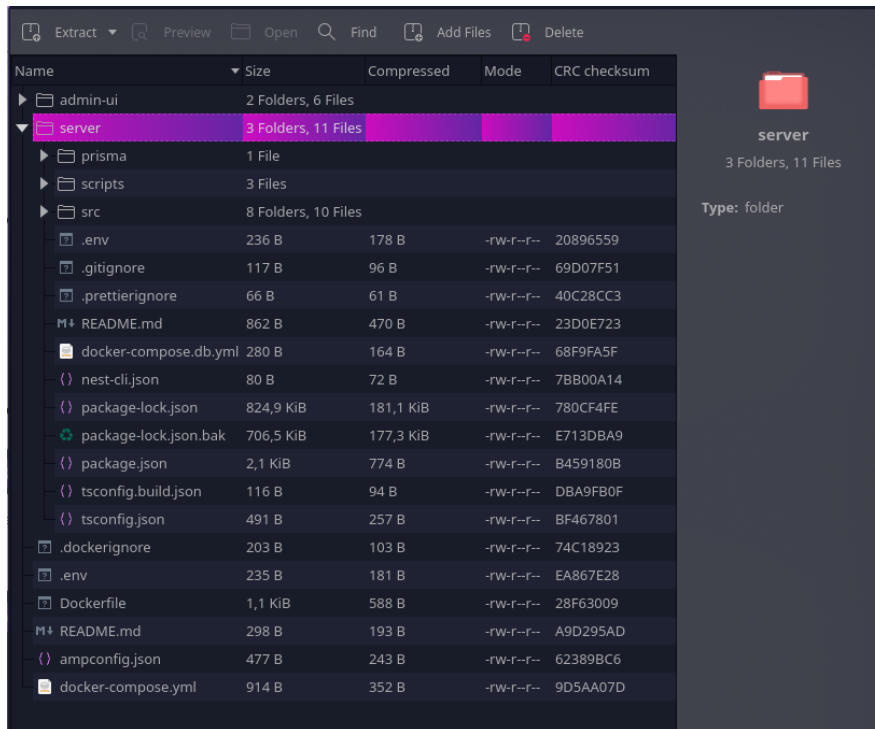 Extract Preview Open Find Add Files Delete
Name Size Compressed Mode CRC checksum
admin-ui 2 Folders, 6 Files
server 3 Folders, 11 Files
prisma 1 File
scripts 3 Files
src 8 Folders, 10 Files
.env 236 B 178 B -rw-r--r-- 20896559
.gitignore 117 B 96 B -rw-r--r-- 69D07F51
.prettierignore 66 B 61 B -rw-r--r-- 40C28CC3
README.md 862 B 470 B -rw-r--r-- 23D0E723
docker-compose.db.yml 280 B 164 B -rw-r--r-- 68F9FA5F
nest-cli.json 80 B 72 B -rw-r--r-- 7BB00A14
package-lock.json 824,9 KiB 181,1 KiB -rw-r--r-- 780CF4FE
package-lock.json.bak 706,5 KiB 177,3 KiB -rw-r--r-- E713DBA9
package.json 2,1 KiB 774 B -rw-r--r-- B459180B
tsconfig.build.json 116 B 94 B -rw-r--r-- DBA9FB0F
tsconfig.json 491 B 257 B -rw-r--r-- BF467801
.dockerignore 203 B 103 B -rw-r--r-- 74C18923
.env 235 B 181 B -rw-r--r-- EA867E28
Dockerfile 1,1 KiB 588 B -rw-r--r-- 28F63009
README.md 298 B 193 B -rw-r--r-- A9D295AD
ampconfig.json 477 B 243 B -rw-r--r-- 62389BC6
docker-compose.yml 914 B 352 B -rw-r--r-- 9D5AA07D
server
3 Folders, 11 Files
Type: folder